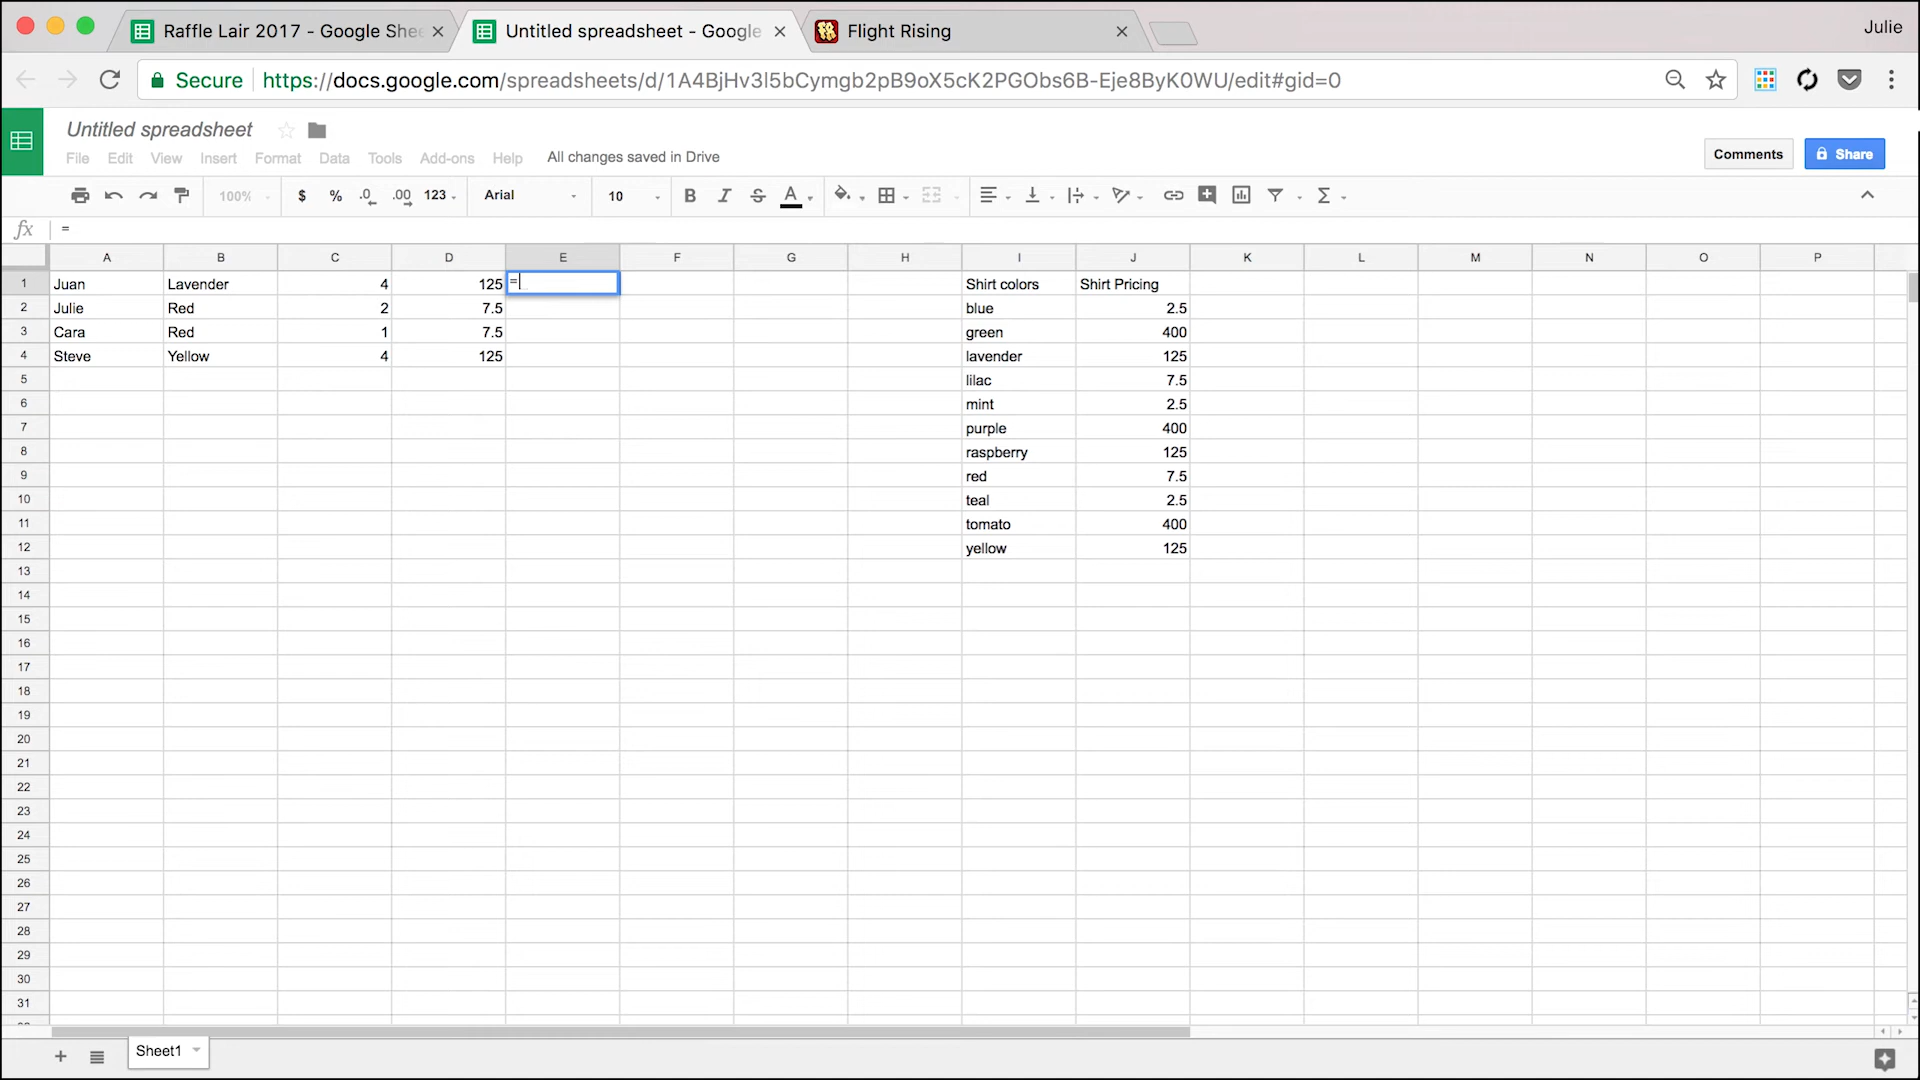 Raffle Lair 2017 - Google She
Untitled spreadsheet - Google
Flight Rising
Julie
Secure
https://docs.google.com/spreadsheets/d/1A4BjHv3l5bCymgb2pB9oX5cK2PGObs6B-Eje8ByK0WU/edit#gid=0
Untitled spreadsheet
File Edit View Insert Format Data Tools Add-ons Help All changes saved in Drive
Comments
Share
100% $ % .0 .00 123 Arial 10 B I S A Σ
fx =
A B C D E F G H I J K L M N O P
1 Juan Lavender 4 125 = Shirt colors Shirt Pricing
2 Julie Red 2 7.5 blue 2.5
3 Cara Red 1 7.5 green 400
4 Steve Yellow 4 125 lavender 125
5 lilac 7.5
6 mint 2.5
7 purple 400
8 raspberry 125
9 red 7.5
10 teal 2.5
11 tomato 400
12 yellow 125
13
14
15
16
17
18
19
20
21
22
23
24
25
26
27
28
29
30
31
+ Sheet1